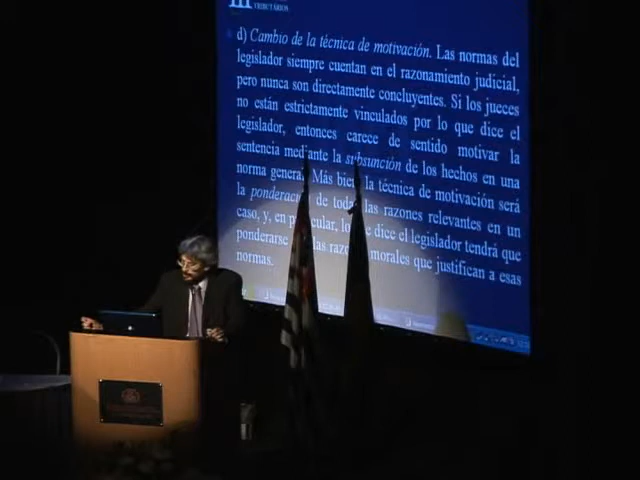 TRIBUTÁRIOS
d) Cambio de la técnica de motivación. Las normas del
legislador siempre cuentan en el razonamiento judicial,
pero nunca son directamente concluyentes. Si los jueces
no están estrictamente vinculados por lo que dice el
legislador, entonces carece de sentido motivar la
sentencia mediante la subsunción de los hechos en una
norma general. Más bien la técnica de motivación será
la ponderación de todas las razones relevantes en un
caso, y, en particular, lo dice el legislador tendrá que
ponderarse las razones morales que justifican a esas
normas.